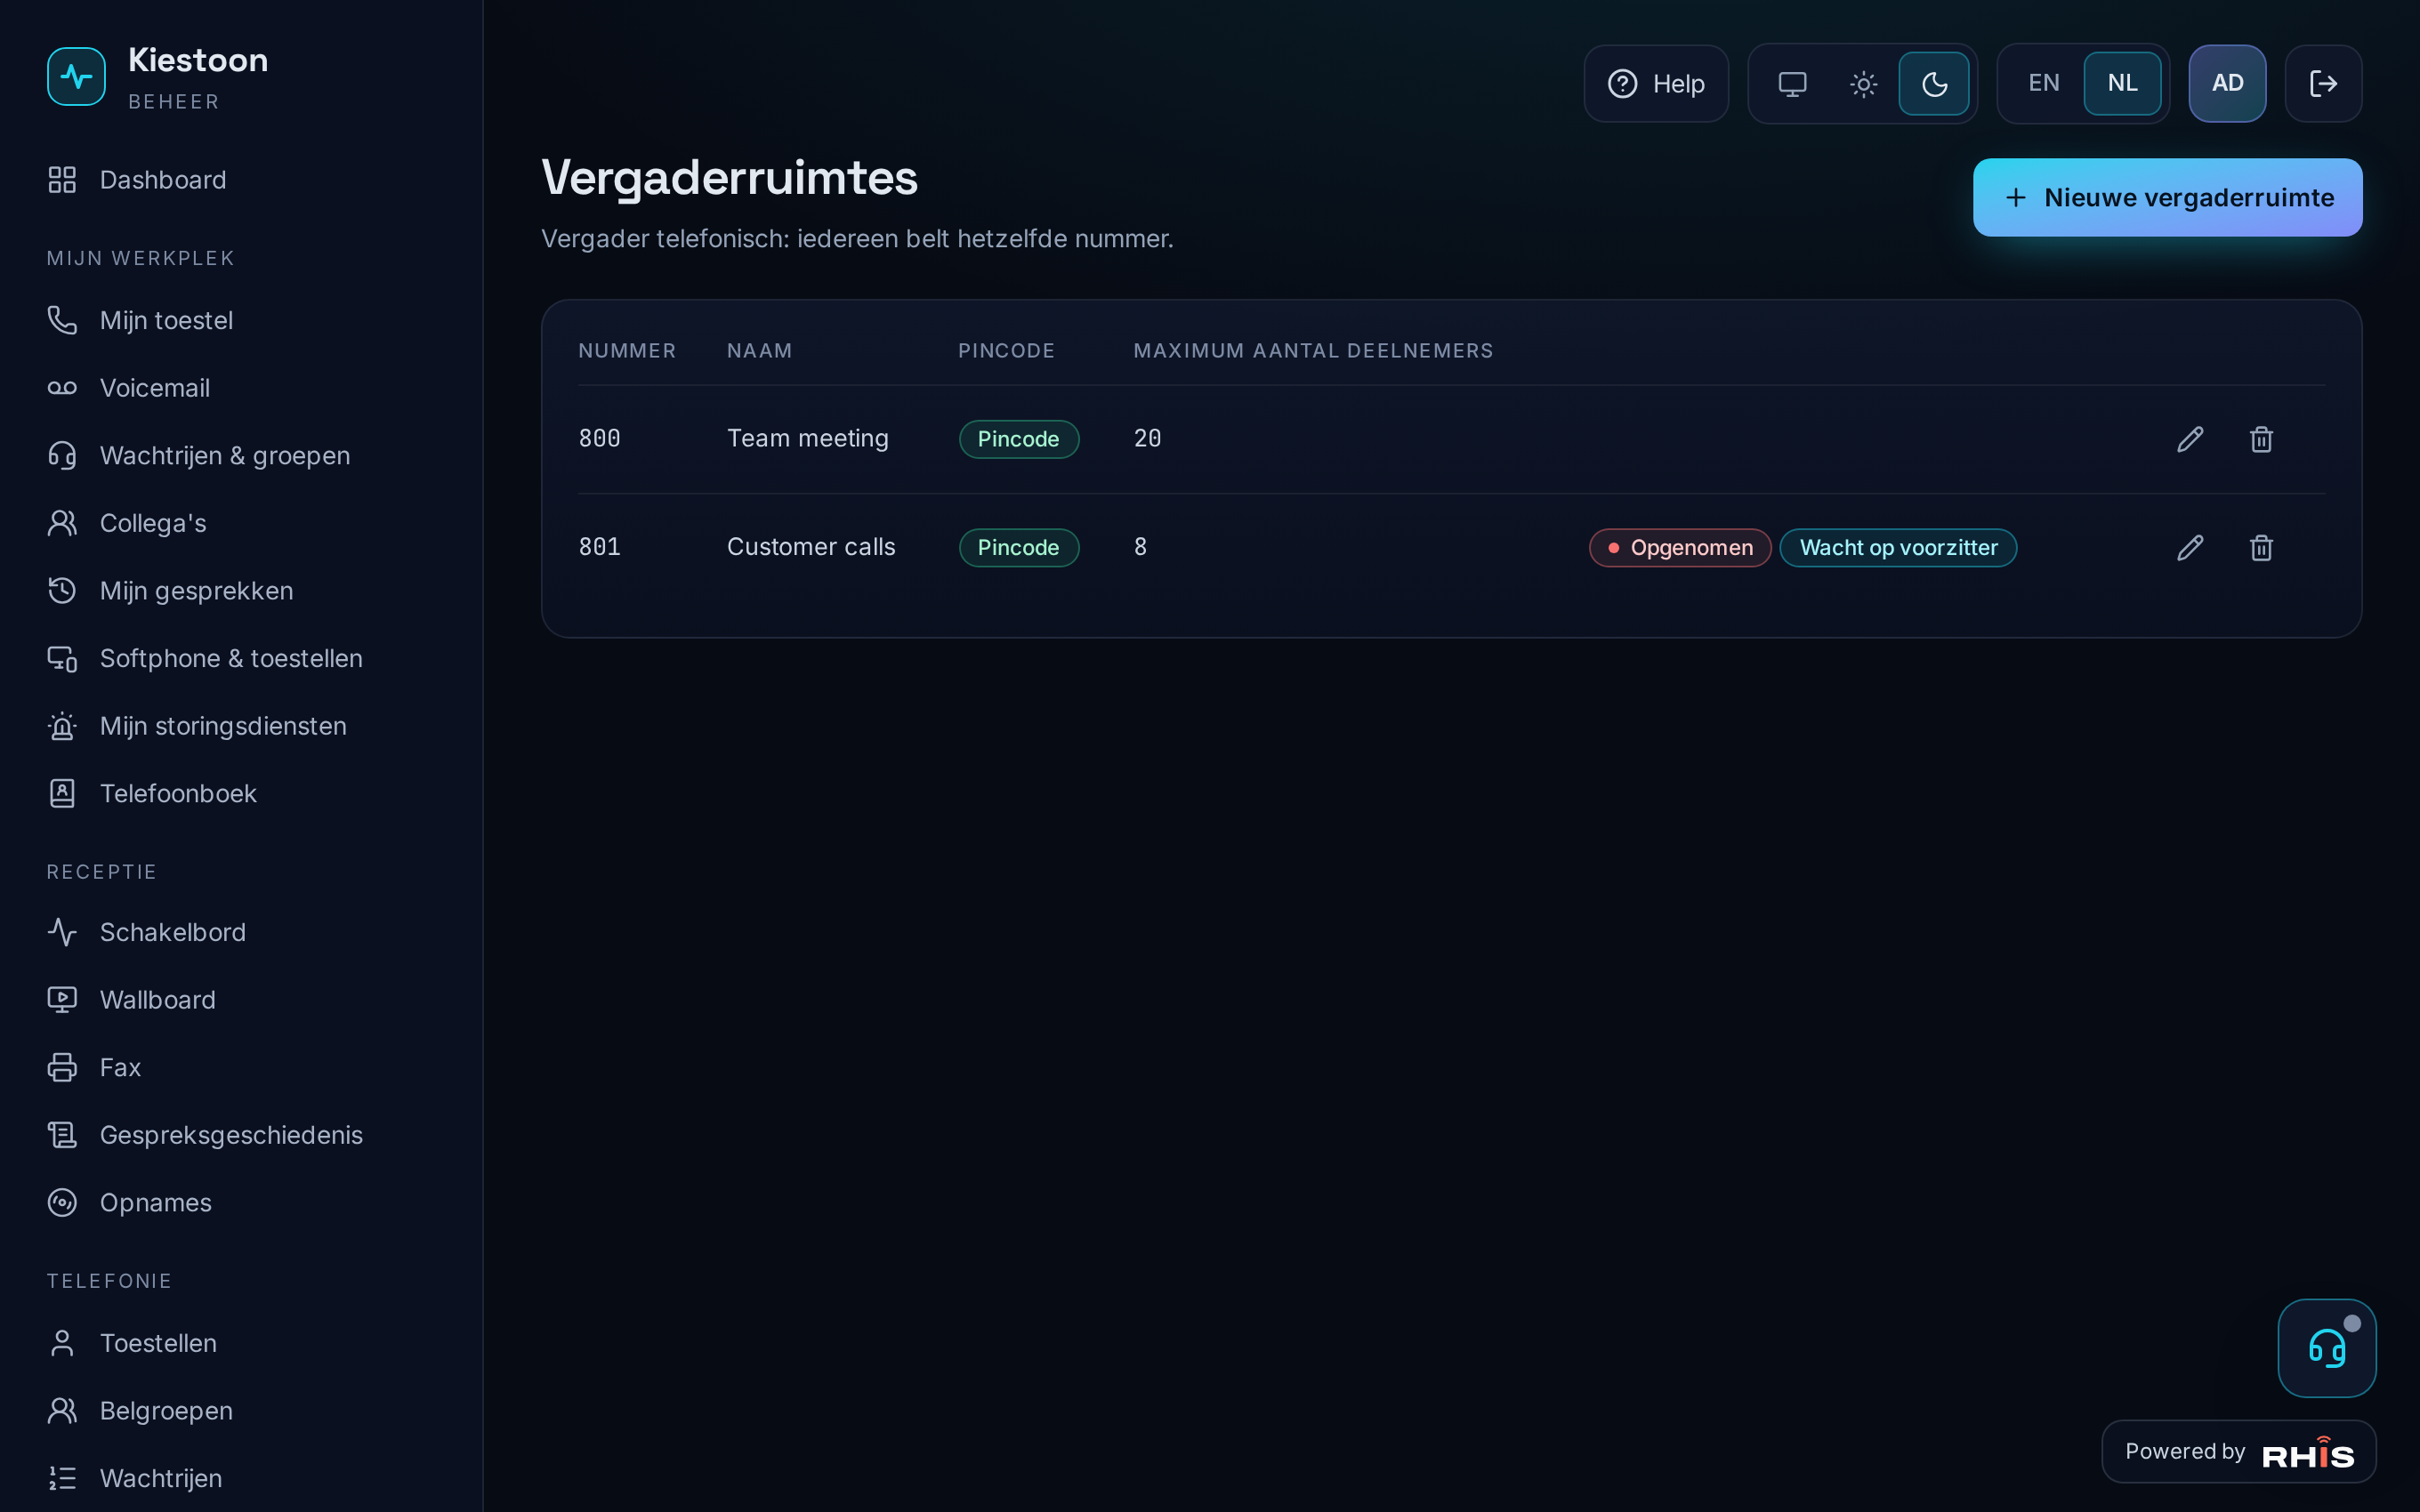 Kiestoon
BEHEER
Dashboard
MIJN WERKPLEK
Mijn toestel
Voicemail
Wachtrijen & groepen
Collega's
Mijn gesprekken
Softphone & toestellen
Mijn storingsdiensten
Telefoonboek
RECEPTIE
Schakelbord
Wallboard
Fax
Gespreksgeschiedenis
Opnames
TELEFONIE
Toestellen
Belgroepen
Wachtrijen
Help
EN NL
AD
Vergaderruimtes
Vergader telefonisch: iedereen belt hetzelfde nummer.
Nieuwe vergaderruimte
NUMMER NAAM PINCODE MAXIMUM AANTAL DEELNEMERS
800 Team meeting Pincode 20
801 Customer calls Pincode 8 Opgenomen Wacht op voorzitter
Powered by RHIS